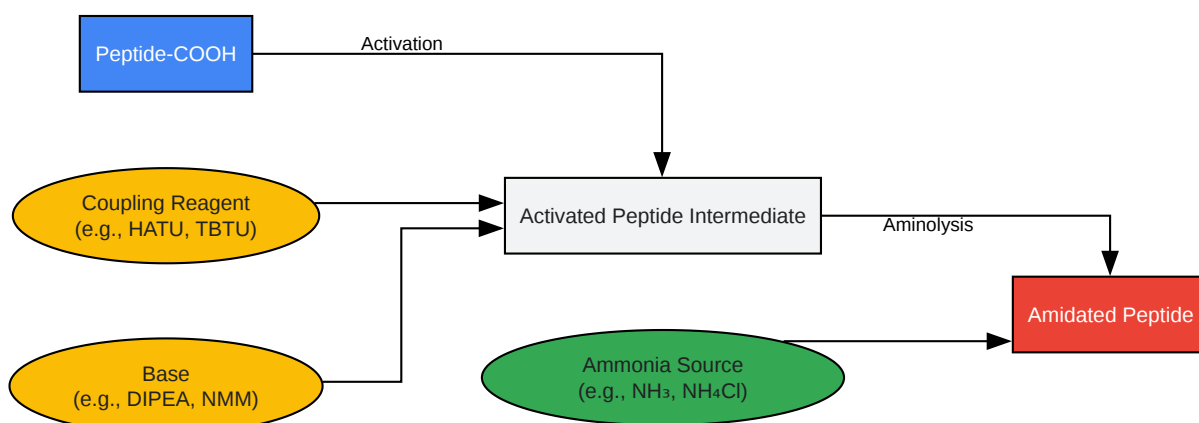 Peptide-COOH
Activation
Coupling Reagent
(e.g., HATU, TBTU)
Activated Peptide Intermediate
Aminolysis
Amidated Peptide
Base
(e.g., DIPEA, NMM)
Ammonia Source
(e.g., NH₃, NH₄Cl)